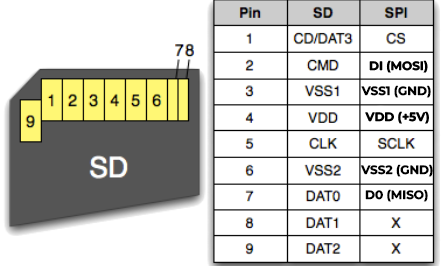 78
1 2 3 4 5 6
9
SD
Pin SD SPI
1 CD/DAT3 CS
2 CMD DI (MOSI)
3 VSS1 VSS1 (GND)
4 VDD VDD (+5V)
5 CLK SCLK
6 VSS2 VSS2 (GND)
7 DAT0 D0 (MISO)
8 DAT1 X
9 DAT2 X